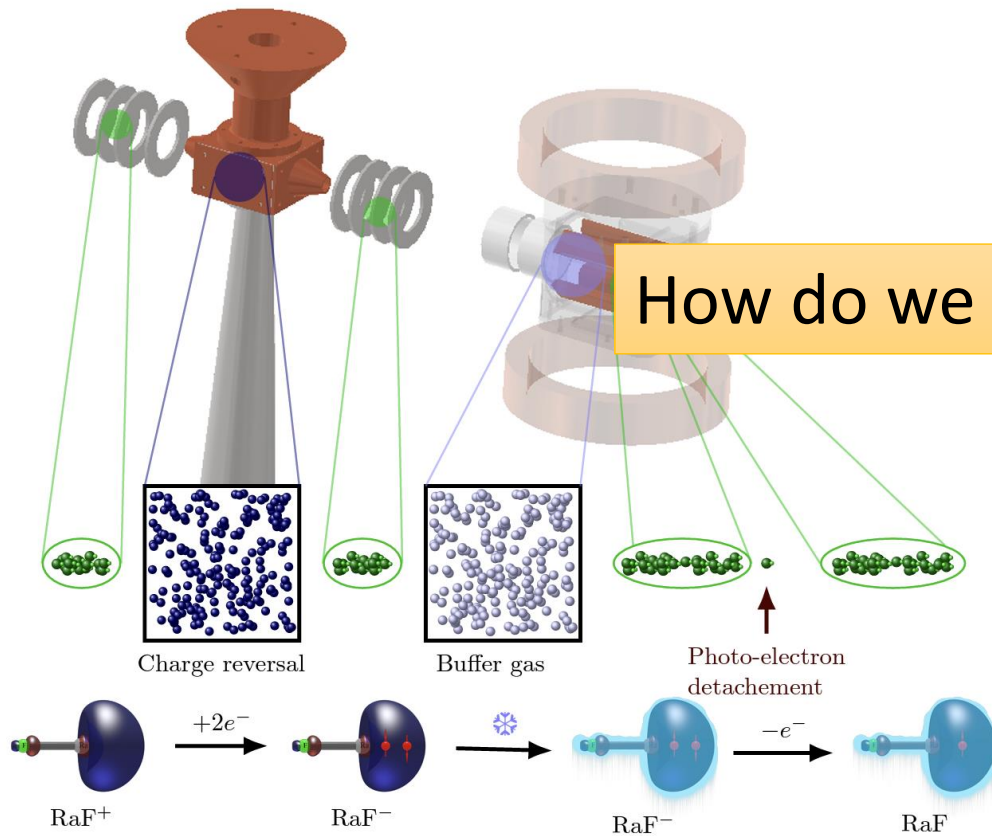 How do we
Charge reversal
Buffer gas
Photo-electron
detachement
+2e⁻
−e⁻
RaF⁺
RaF⁻
RaF⁻
RaF